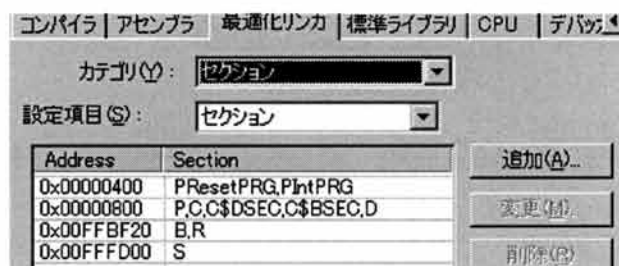 コンパイラ アセンブラ 最適化リンカ 標準ライブラリ CPU デバッ
カテゴリ(Y): セクション
設定項目(S): セクション
Address Section 追加(A)...
0x00000400 PResetPRG,PIntPRG
0x00000800 P,C,C$DSEC,C$BSEC,D 変更(M)...
0x00FFBF20 B,R
0x00FFFD00 S 削除(R)